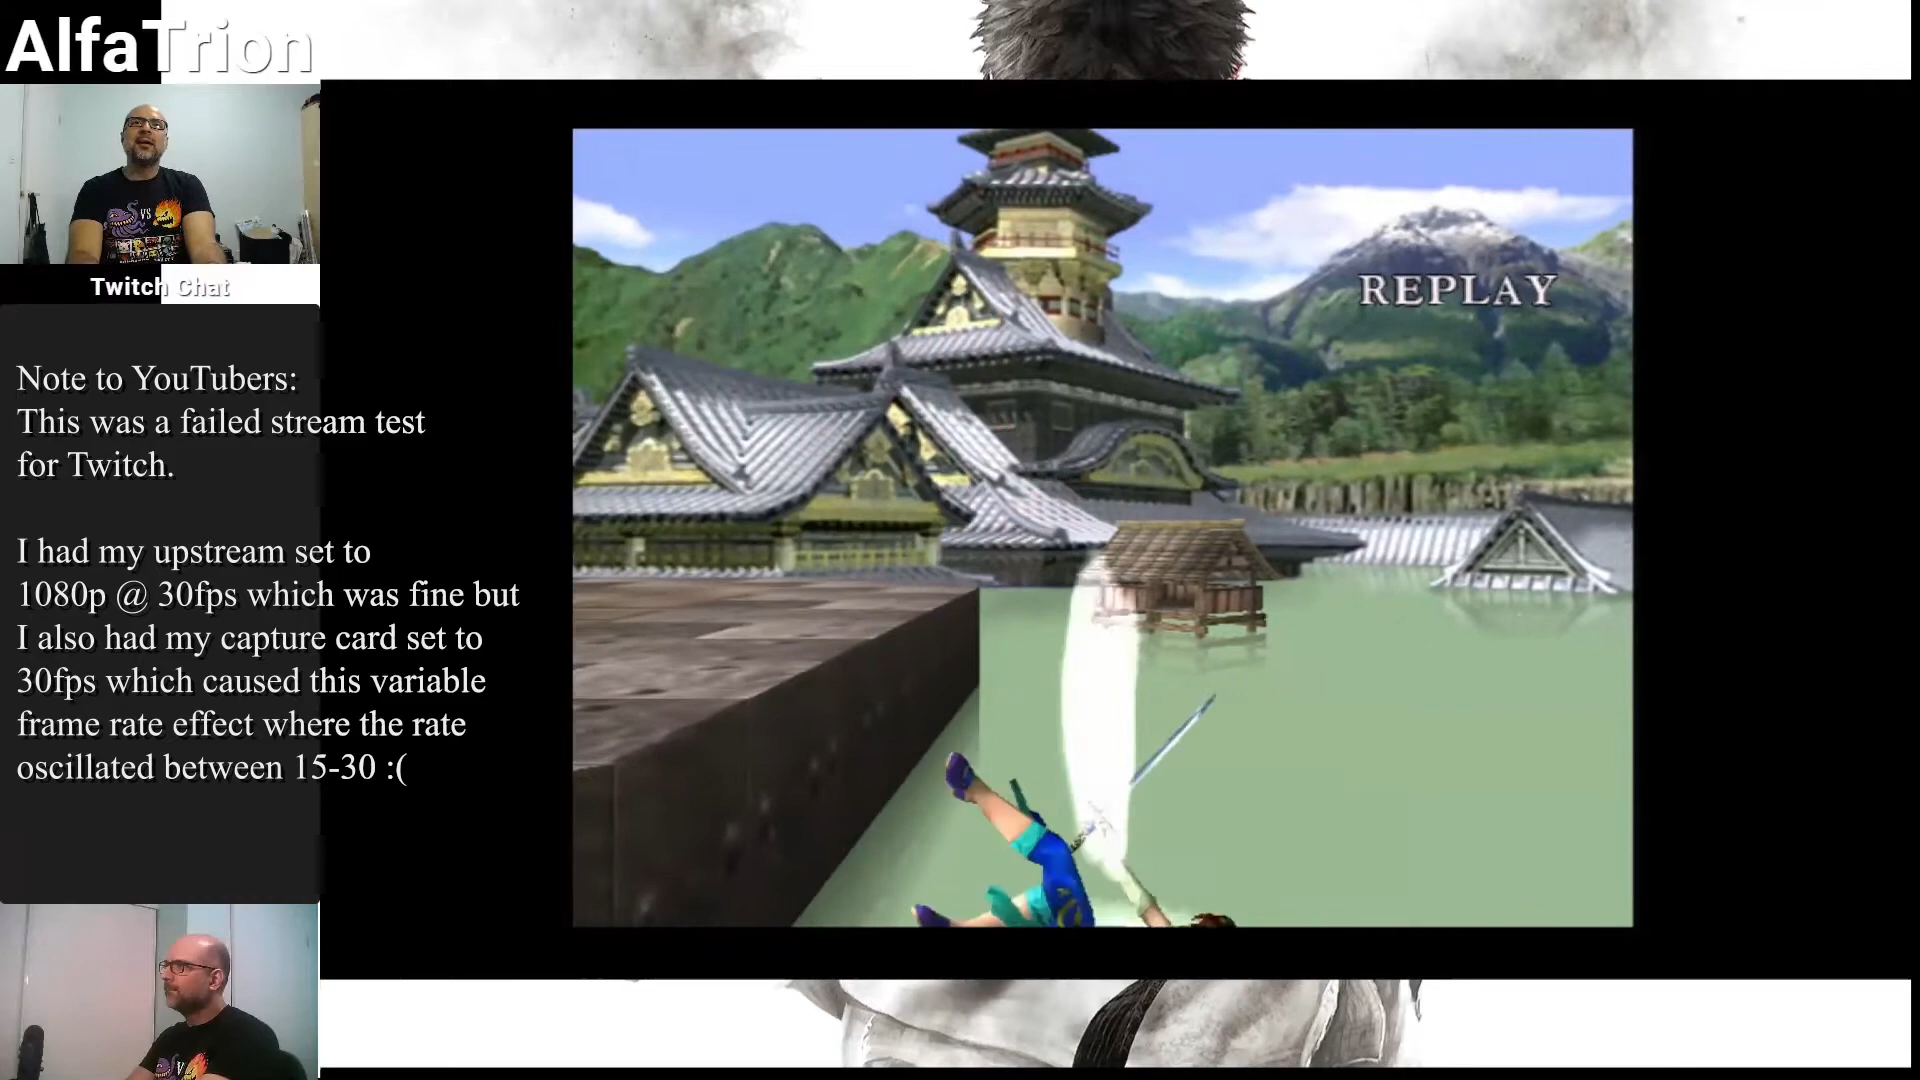 AlfaTrion
VS
Twitch Chat
REPLAY
Note to YouTubers:
This was a failed stream test
for Twitch.
I had my upstream set to
1080p @ 30fps which was fine but
I also had my capture card set to
30fps which caused this variable
frame rate effect where the rate
oscillated between 15-30 :(